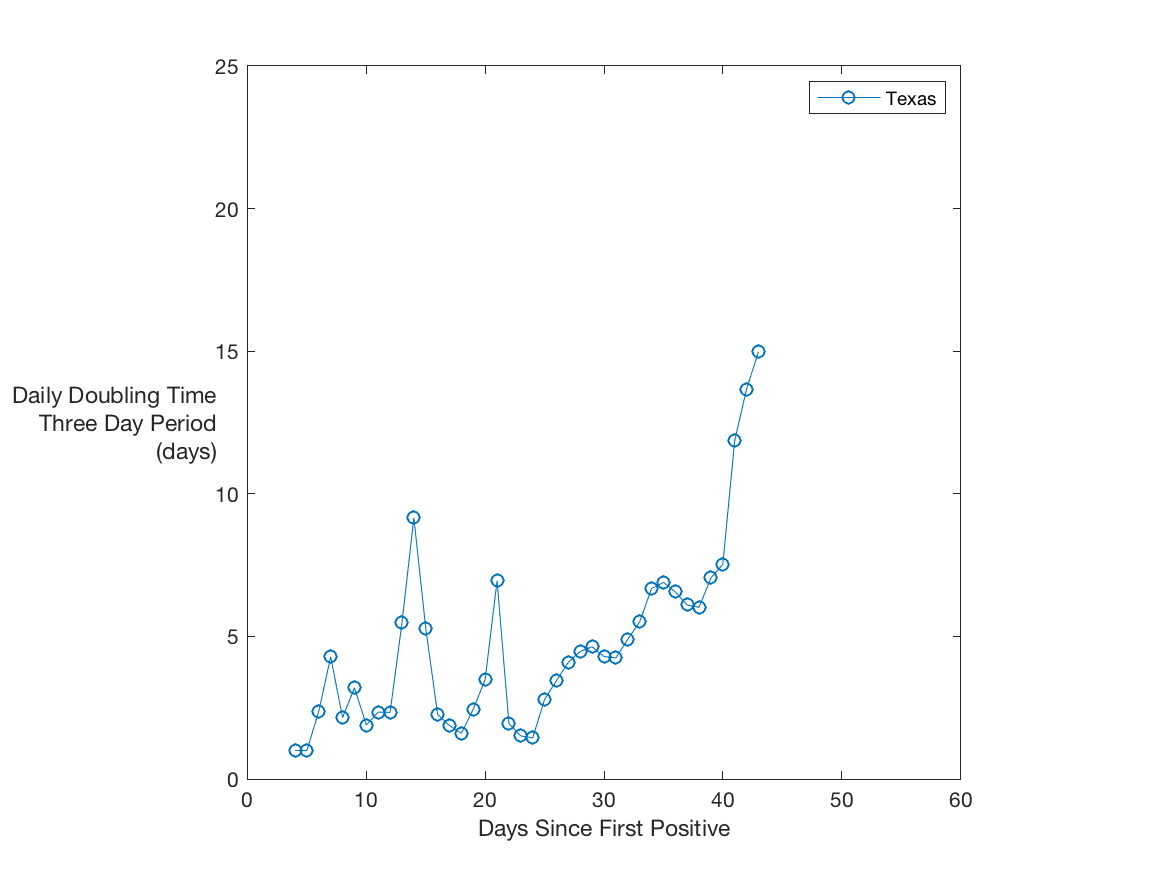 25
Texas
20
15
Daily Doubling Time
Three Day Period
(days)
10
5
0
0 10 20 30 40 50 60
Days Since First Positive